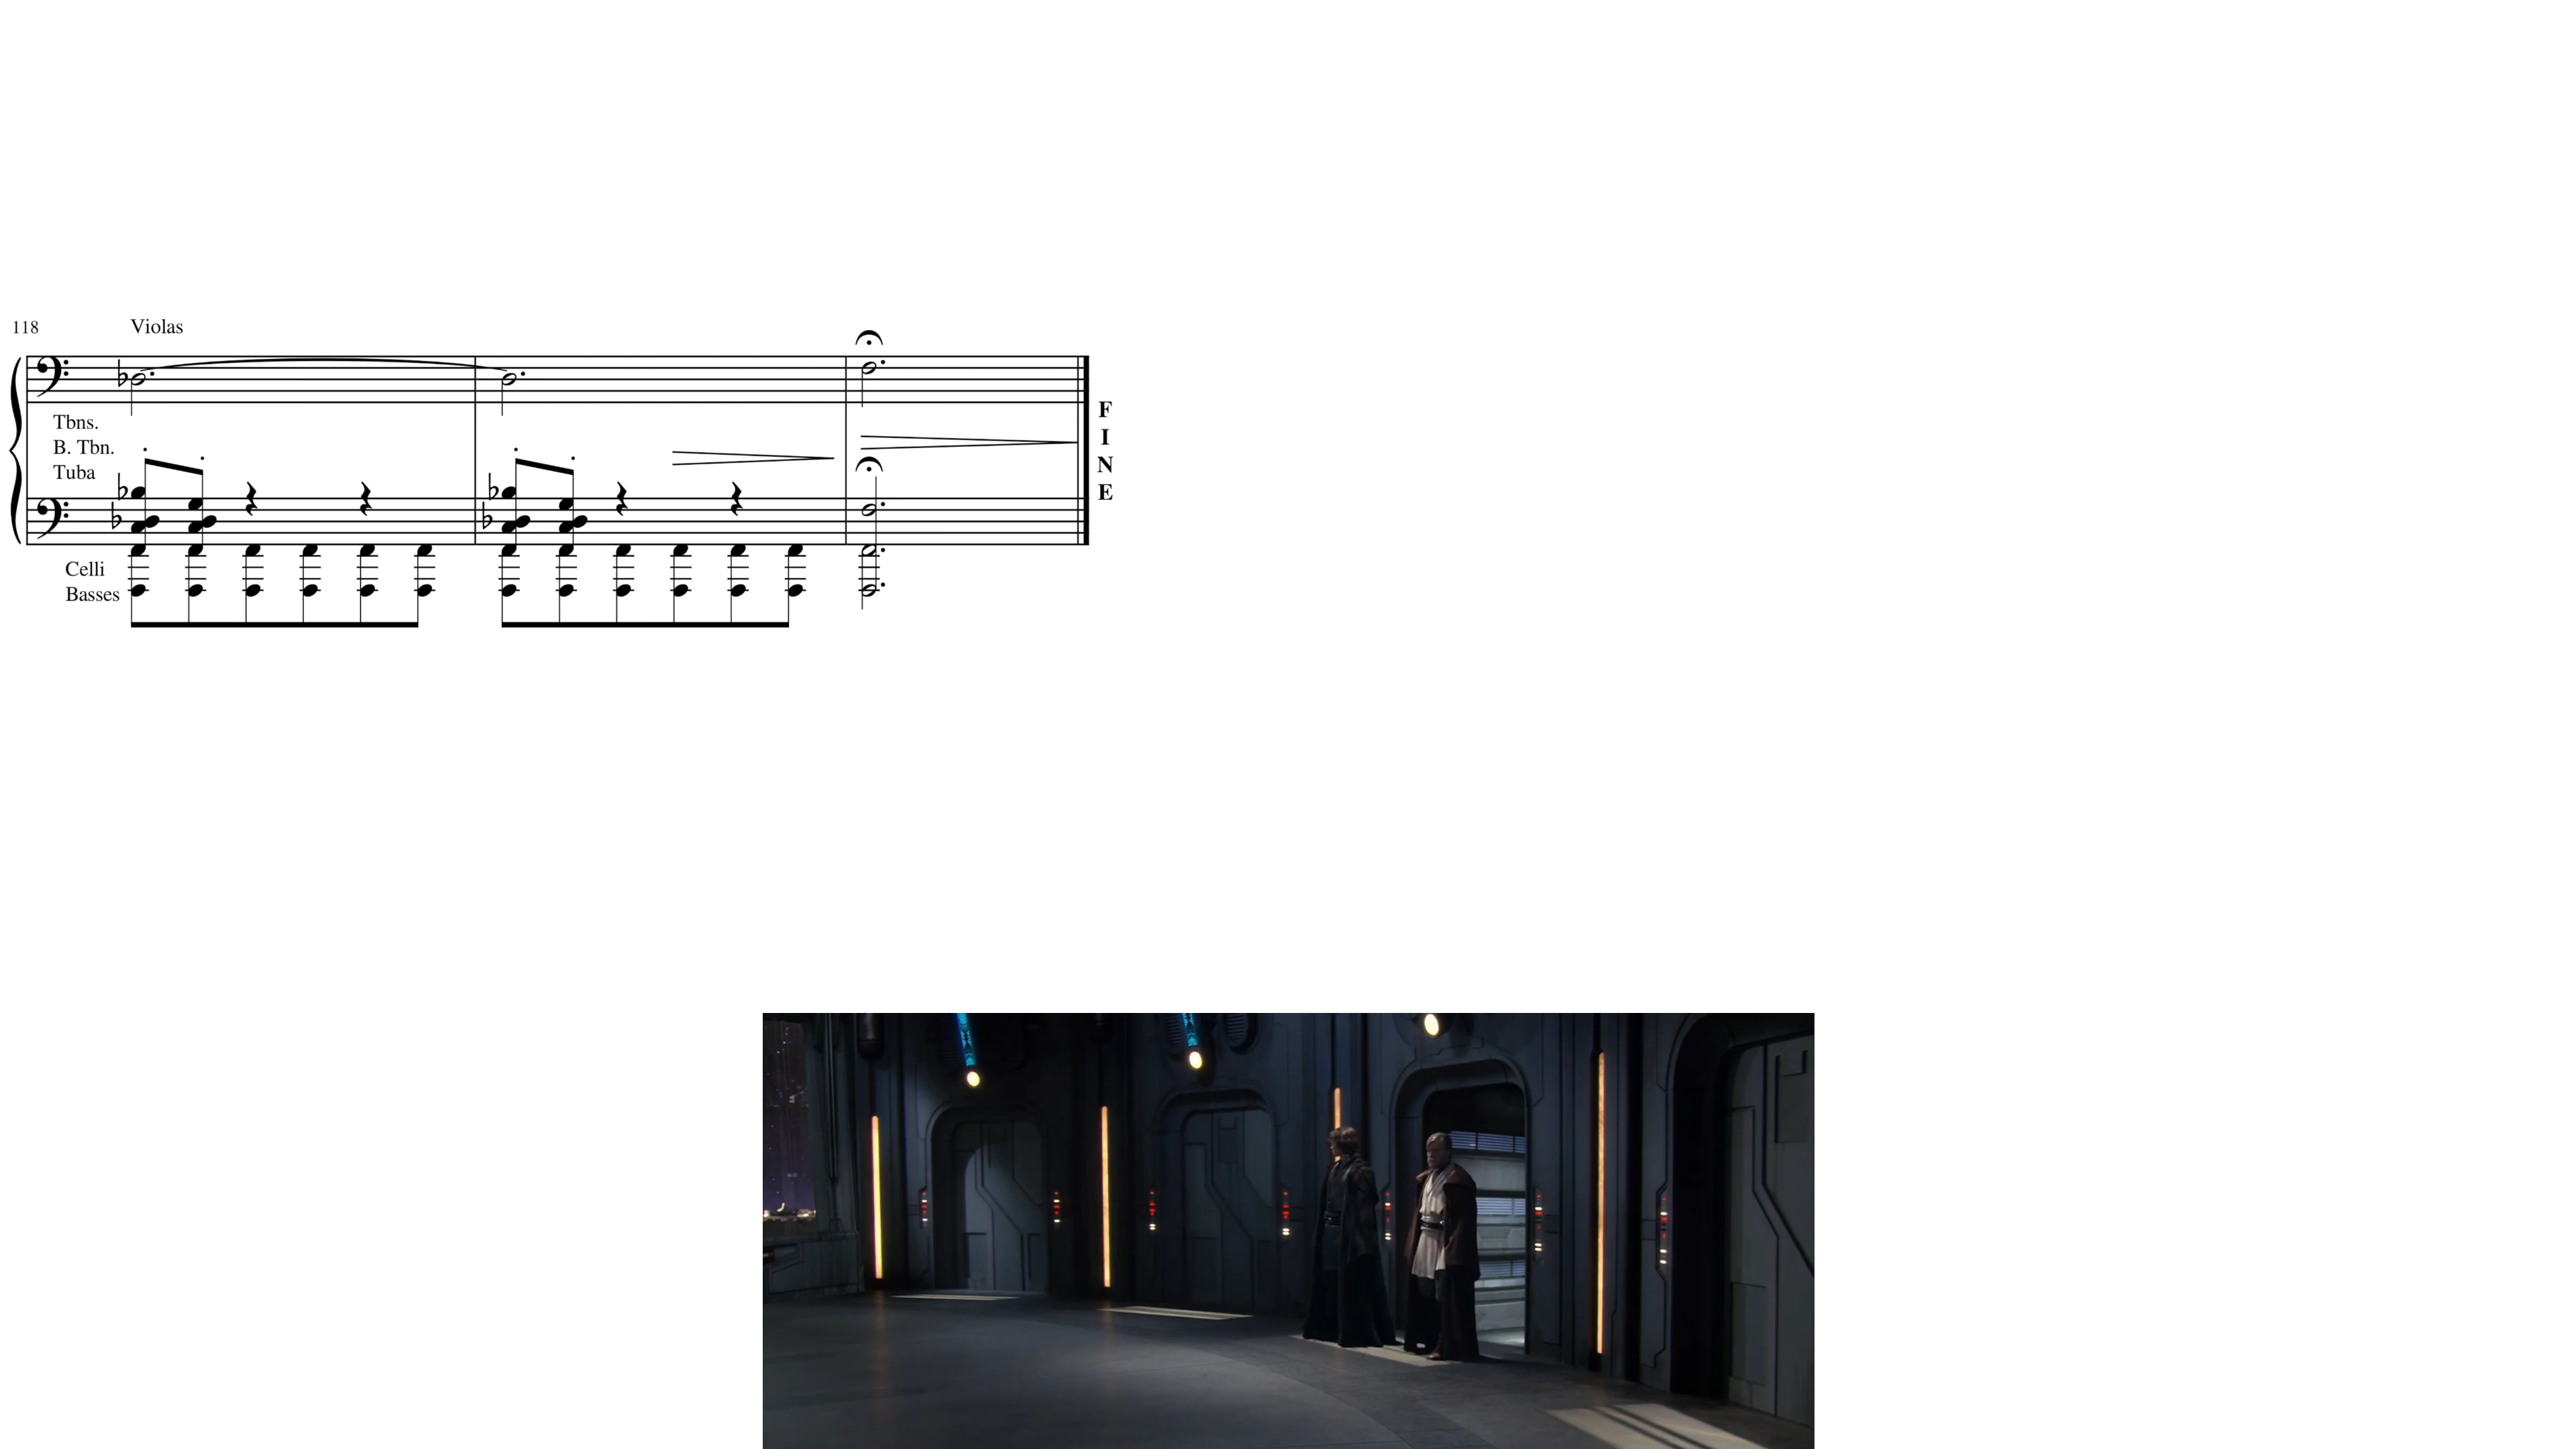 118
Violas
Tbns.
B. Tbn.
Tuba
Celli
Basses
F
I
N
E